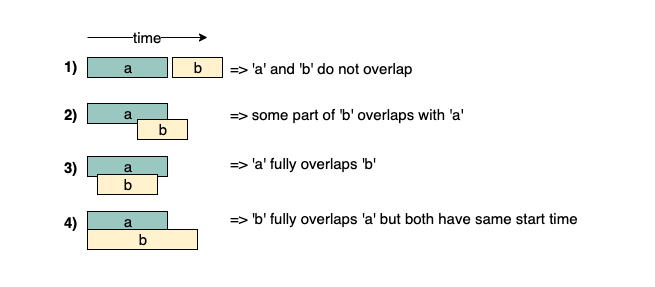 time
1) a b => 'a' and 'b' do not overlap
2) a b => some part of 'b' overlaps with 'a'
3) a b => 'a' fully overlaps 'b'
4) a b => 'b' fully overlaps 'a' but both have same start time